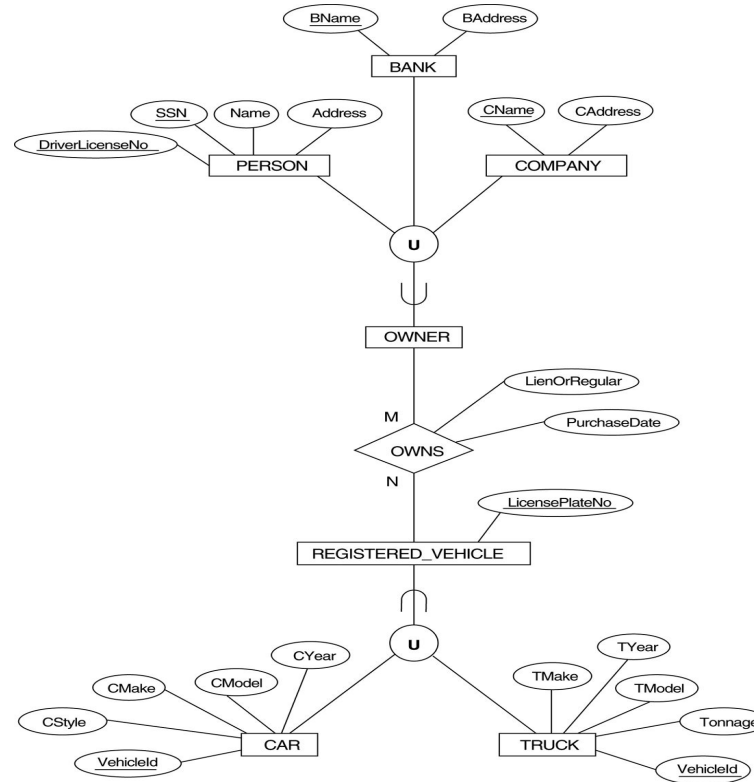 BName
BAddress
BANK
SSN
Name
Address
CName
CAddress
DriverLicenseNo
PERSON
COMPANY
U
OWNER
LienOrRegular
M
PurchaseDate
OWNS
N
LicensePlateNo
REGISTERED_VEHICLE
U
CYear
TYear
CModel
TMake
CMake
TModel
CStyle
Tonnage
CAR
TRUCK
VehicleId
VehicleId